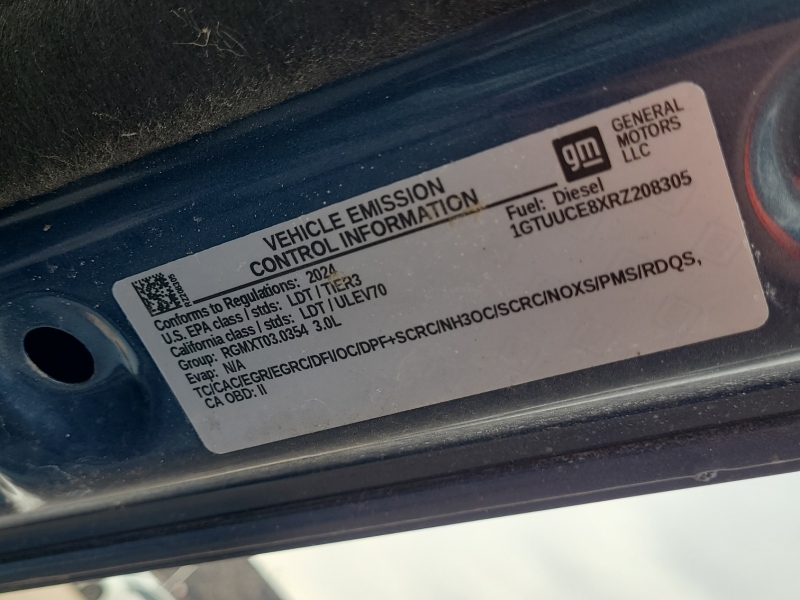 gm
GENERAL
MOTORS
LLC
VEHICLE EMISSION
CONTROL INFORMATION
Fuel: Diesel
1GTUUCE8XRZ208305
Conforms to Regulations: 2024
U.S. EPA class / stds: LDT / TIER3
California class / stds: LDT / ULEV70
Group: RGMXT03.0354 3.0L
Evap: N/A
TC/CAC/EGR/EGRC/DFI/OC/DPF+SCRC/NH3OC/SCRC/NOXS/PMS/RDQS,
CA OBD: II